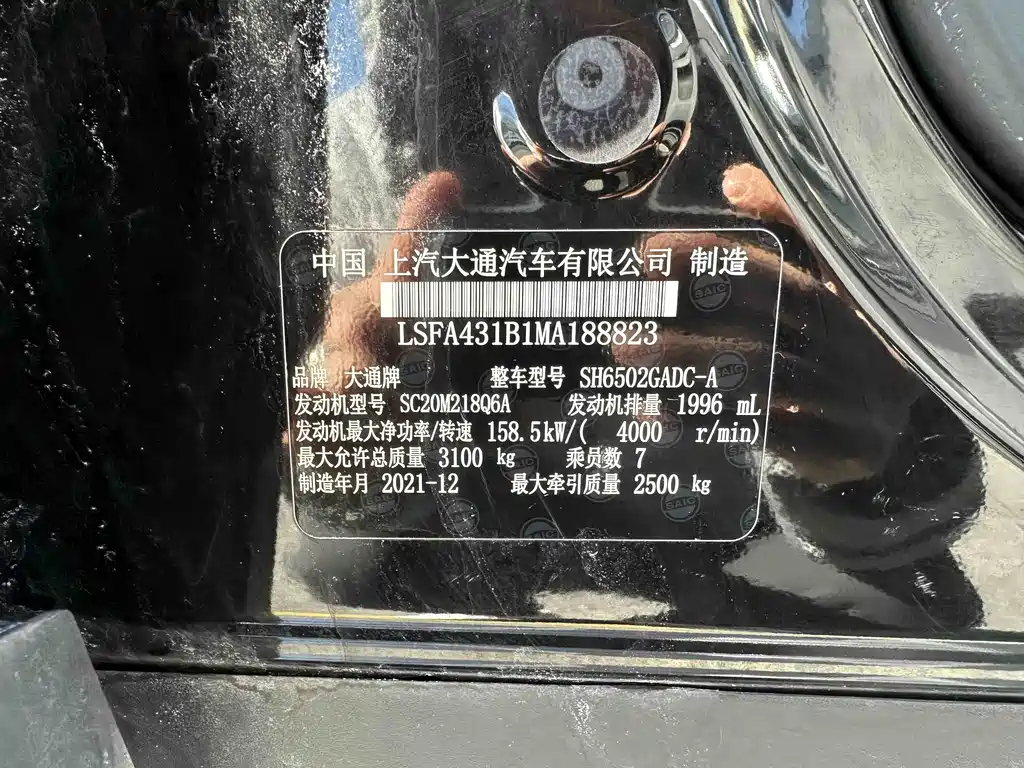 中国 上汽大通汽车有限公司 制造
LSFA431B1MA188823
品牌 大通牌 整车型号 SH6502GADC-A
发动机型号 SC20M218Q6A 发动机排量 1996 mL
发动机最大净功率/转速 158.5kW/( 4000 r/min)
最大允许总质量 3100 kg 乘员数 7
制造年月 2021-12 最大牵引质量 2500 kg
SAIC